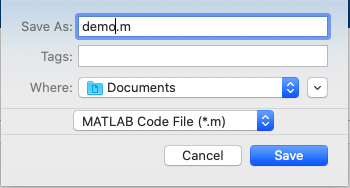 Save As: demo.m
Tags:
Where: Documents
MATLAB Code File (*.m)
Cancel Save